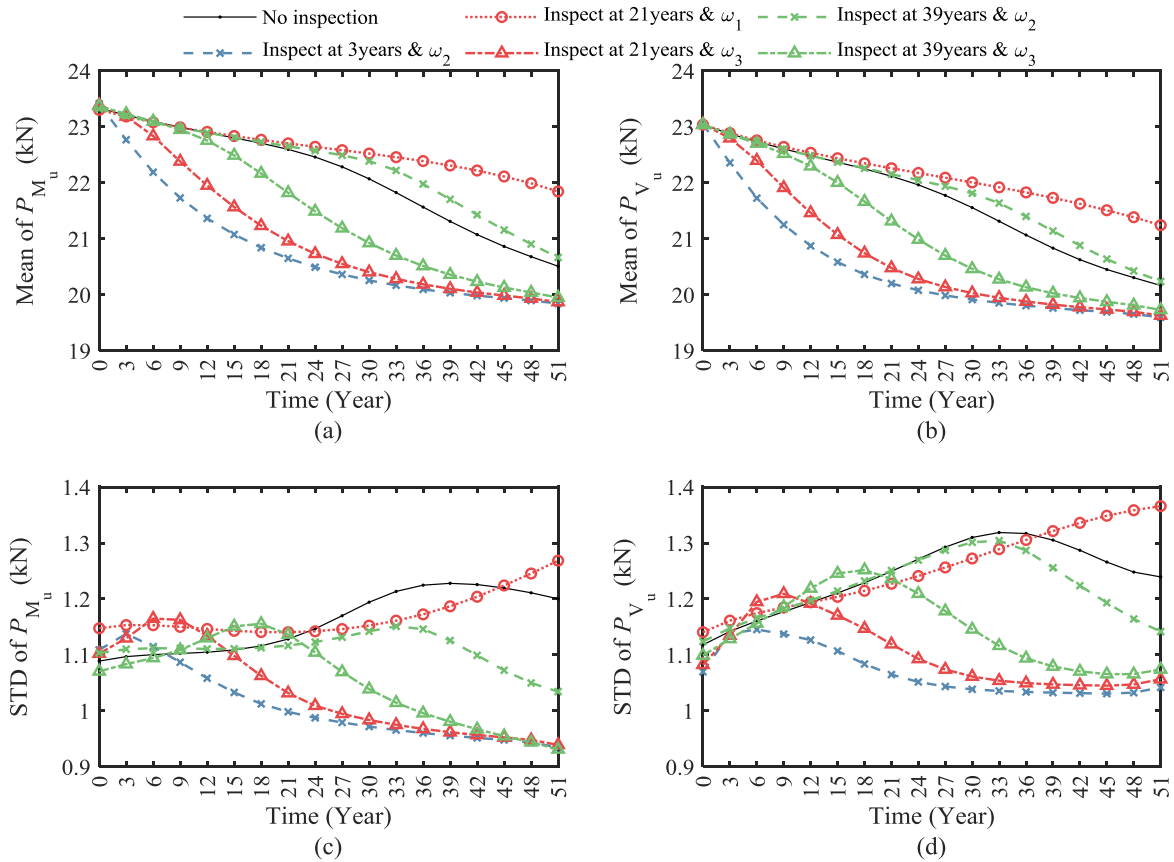 No inspection
Inspect at 21years & ω1
Inspect at 39years & ω2
Inspect at 3years & ω2
Inspect at 21years & ω3
Inspect at 39years & ω3
24
23
22
21
20
19
Mean of PMu (kN)
0 3 6 9 12 15 18 21 24 27 30 33 36 39 42 45 48 51
Time (Year)
(a)
24
23
22
21
20
19
Mean of PVu (kN)
0 3 6 9 12 15 18 21 24 27 30 33 36 39 42 45 48 51
Time (Year)
(b)
1.4
1.3
1.2
1.1
1
0.9
STD of PMu (kN)
0 3 6 9 12 15 18 21 24 27 30 33 36 39 42 45 48 51
Time (Year)
(c)
1.4
1.3
1.2
1.1
1
0.9
STD of PVu (kN)
0 3 6 9 12 15 18 21 24 27 30 33 36 39 42 45 48 51
Time (Year)
(d)